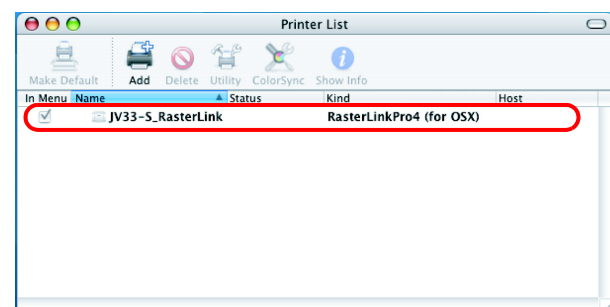 Printer List
Make Default Add Delete Utility ColorSync Show Info
In Menu Name Status Kind Host
JV33-S_RasterLink RasterLinkPro4 (for OSX)